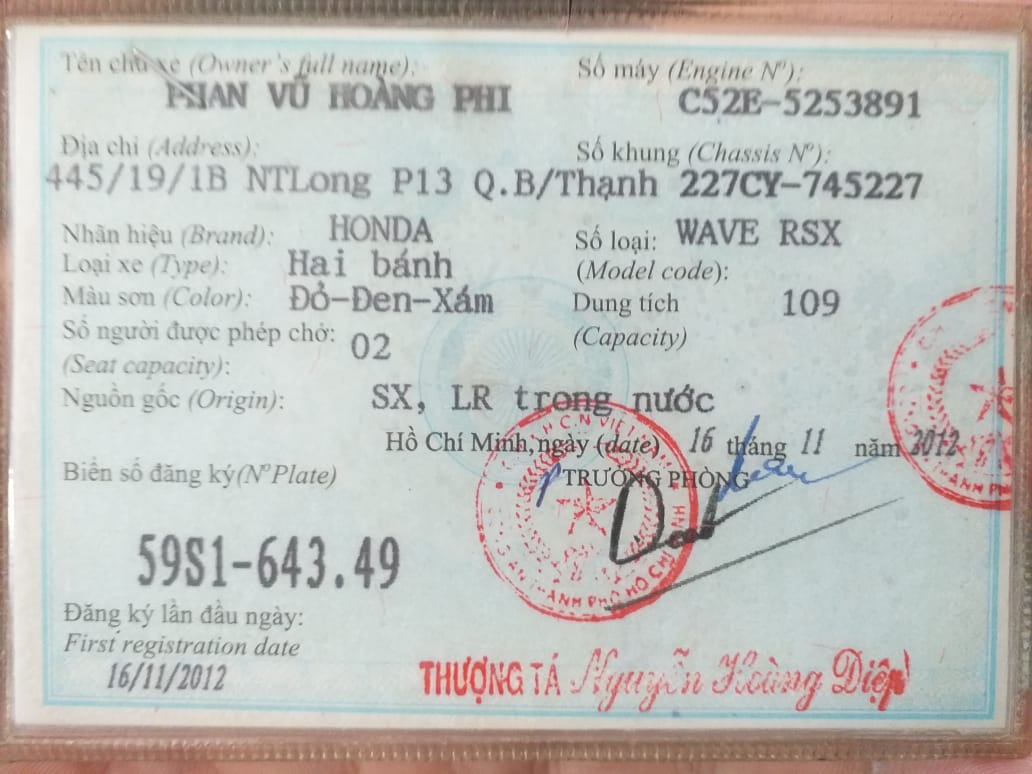 Tên chủ xe (Owner's full name):
PHAN VŨ HOÀNG PHI
Số máy (Engine Nº):
C52E-5253891
Địa chỉ (Address):
445/19/1B NTLong P13 Q.B/Thạnh
Số khung (Chassis Nº):
227CY-745227
Nhãn hiệu (Brand): HONDA
Số loại: WAVE RSX
(Model code):
Loại xe (Type): Hai bánh
Màu sơn (Color): Đỏ-Đen-Xám
Dung tích 109
(Capacity)
Số người được phép chở: 02
(Seat capacity):
Nguồn gốc (Origin): SX, LR trong nước
Hồ Chí Minh, ngày (date) 16 tháng 11 năm 2012
TRƯỞNG PHÒNG
Biển số đăng ký(Nº Plate)
59S1-643.49
Đăng ký lần đầu ngày:
First registration date
16/11/2012
THƯỢNG TÁ Nguyễn Hoàng Diệp